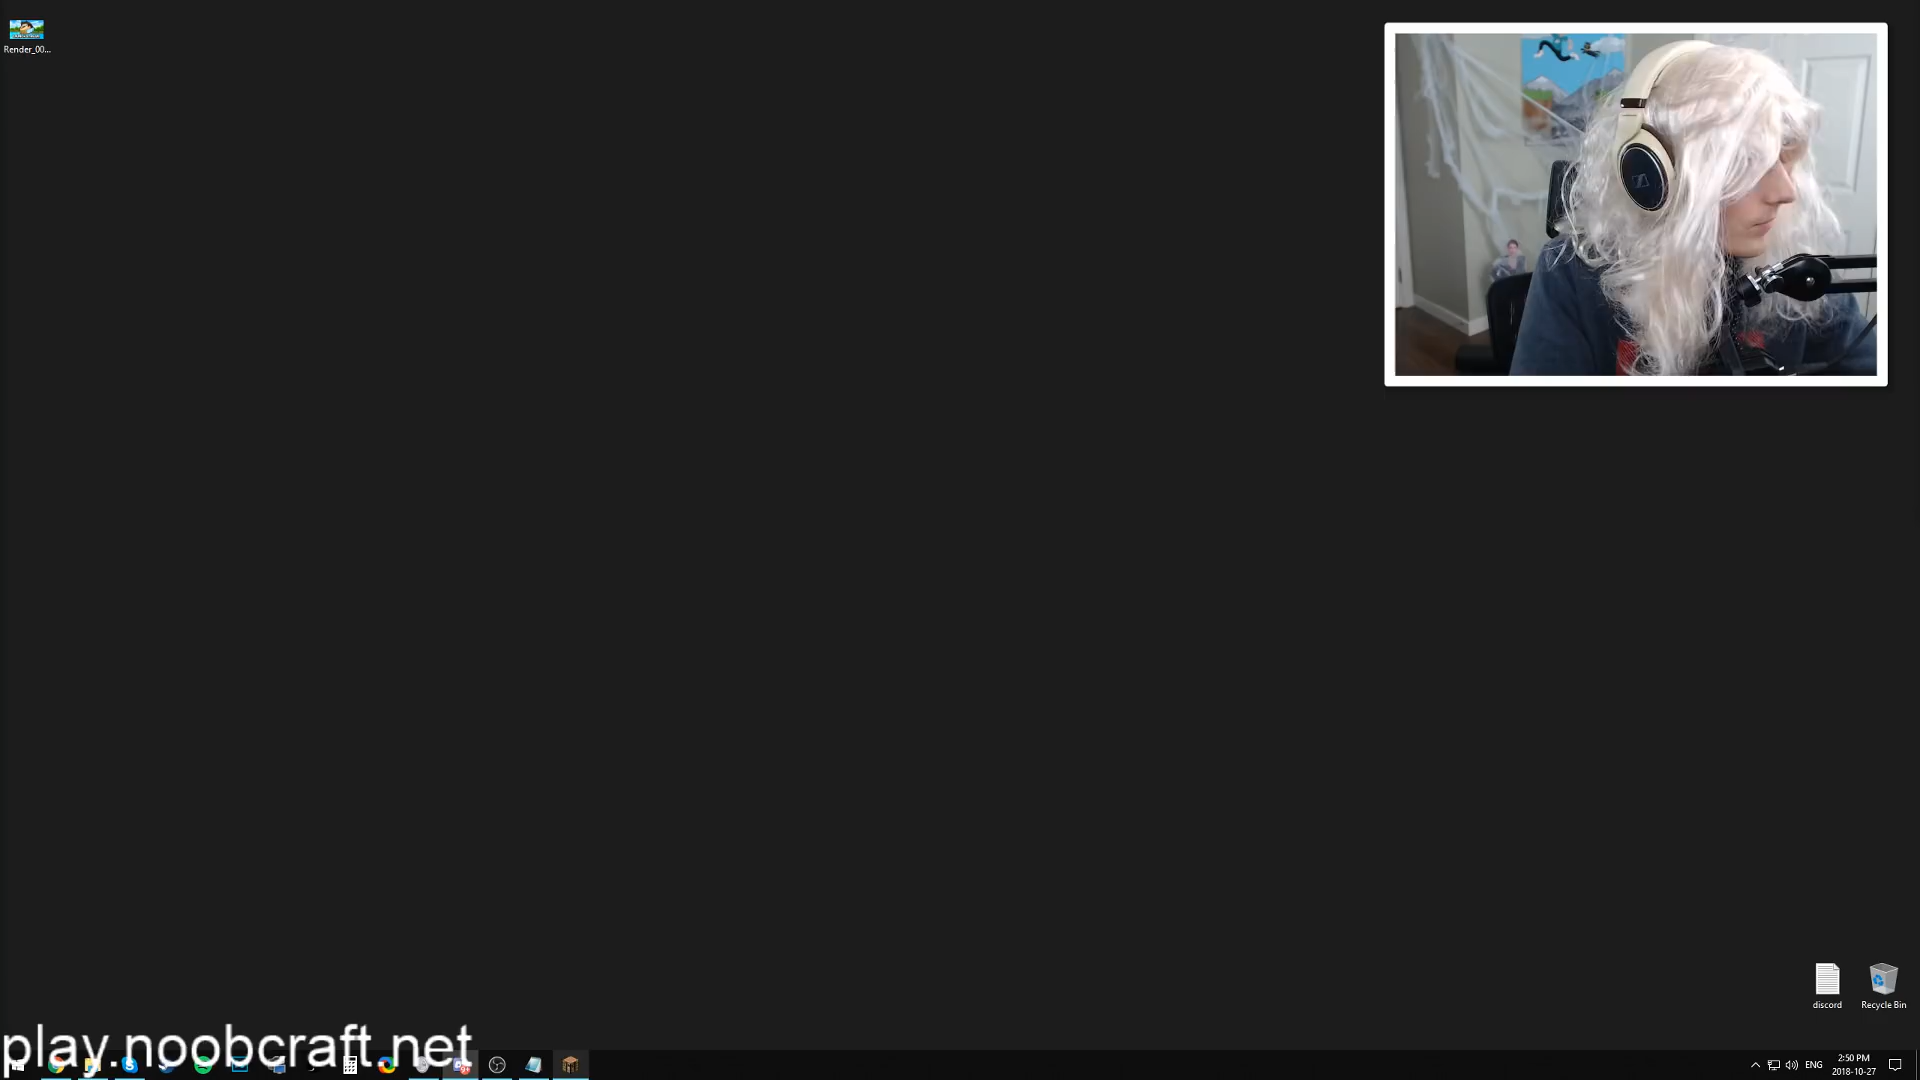 Render_00...
discord
Recycle Bin
play.noobcraft.net
ENG
2:50 PM
2018-10-27